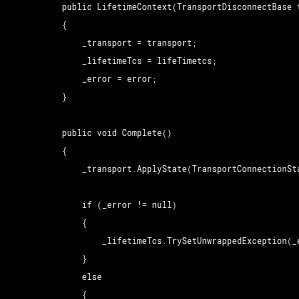 public LifetimeContext(TransportDisconnectBase
{
_transport = transport;
_lifetimeTcs = lifeTimetcs;
_error = error;
}
public void Complete()
{
_transport.ApplyState(TransportConnectionSta
if (_error != null)
{
_lifetimeTcs.TrySetUnwrappedException(_e
}
else
{